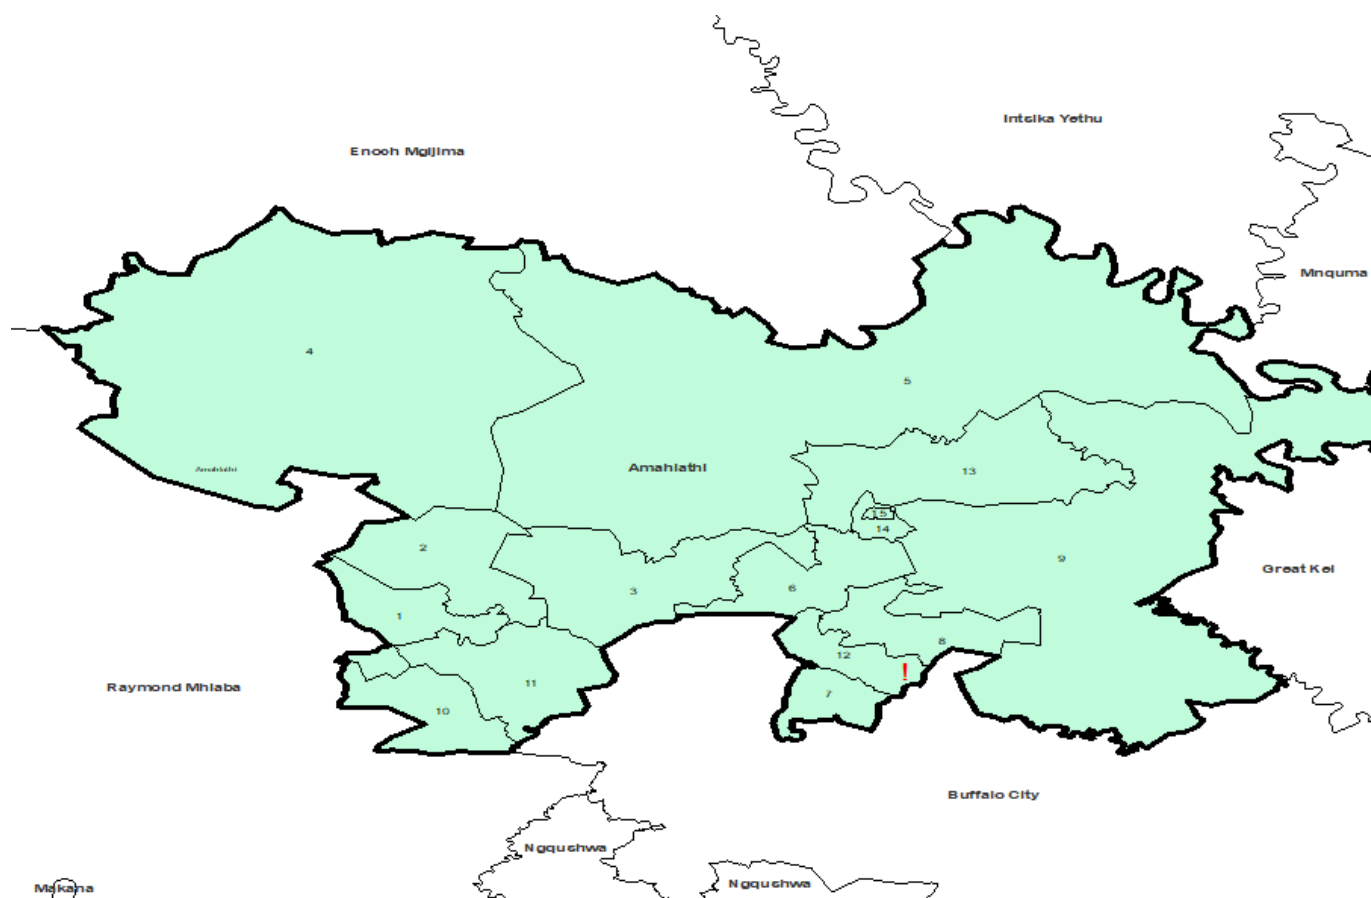 Intsika Yethu
Enoch Mgijima
Mnquma
4
5
Amahlathi
Amahlathi
13
15
14
2
9
Great Kei
3
6
1
8
12
!
11
Raymond Mhlaba
7
10
Buffalo City
Ngqushwa
Ngqushwa
Makana